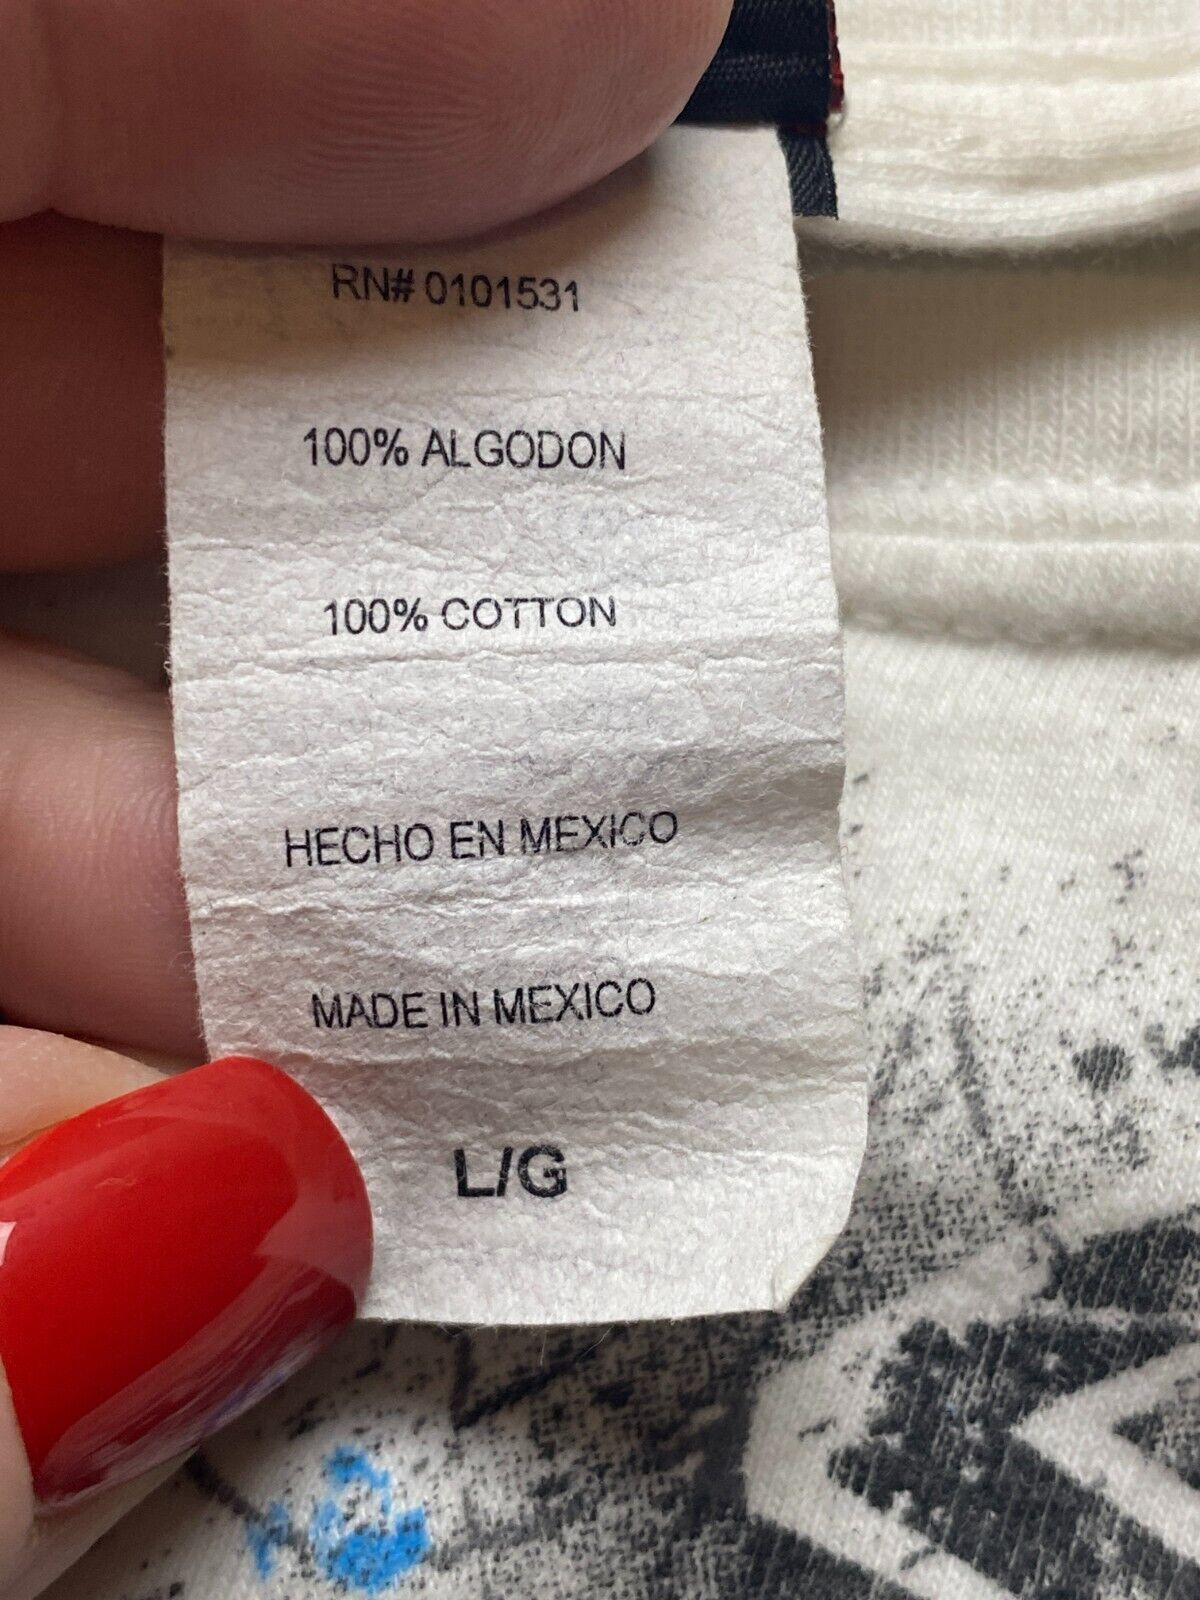 RN# 0101531
100% ALGODON
100% COTTON
HECHO EN MEXICO
MADE IN MEXICO
L/G